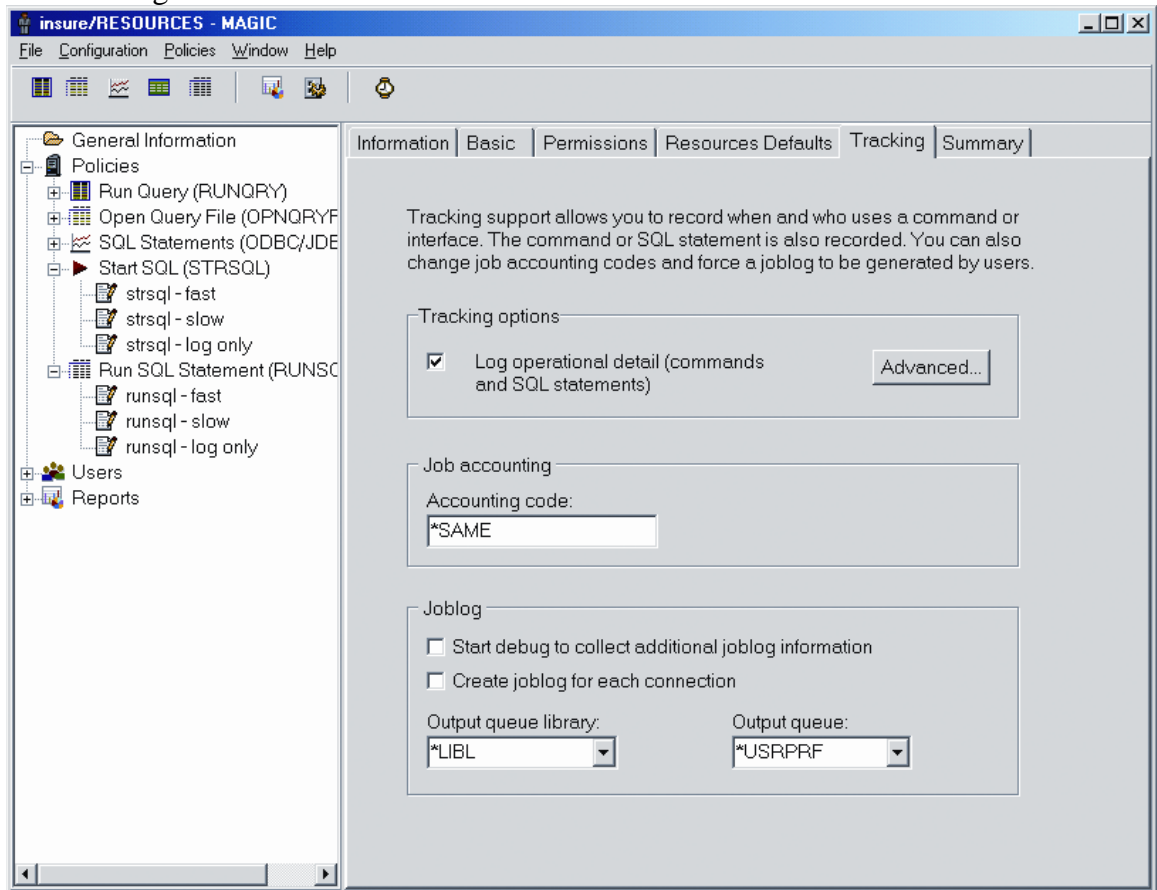 insure/RESOURCES - MAGIC
File Configuration Policies Window Help
General Information
Policies
Run Query (RUNQRY)
Open Query File (OPNQRYF
SQL Statements (ODBC/JDB
Start SQL (STRSQL)
strsql - fast
strsql - slow
strsql - log only
Run SQL Statement (RUNSQ
runsql - fast
runsql - slow
runsql - log only
Users
Reports
Information Basic Permissions Resources Defaults Tracking Summary
Tracking support allows you to record when and who uses a command or
interface. The command or SQL statement is also recorded. You can also
change job accounting codes and force a joblog to be generated by users.
Tracking options
Log operational detail (commands
and SQL statements)
Advanced...
Job accounting
Accounting code:
*SAME
Joblog
Start debug to collect additional joblog information
Create joblog for each connection
Output queue library: Output queue:
*LIBL *USRPRF